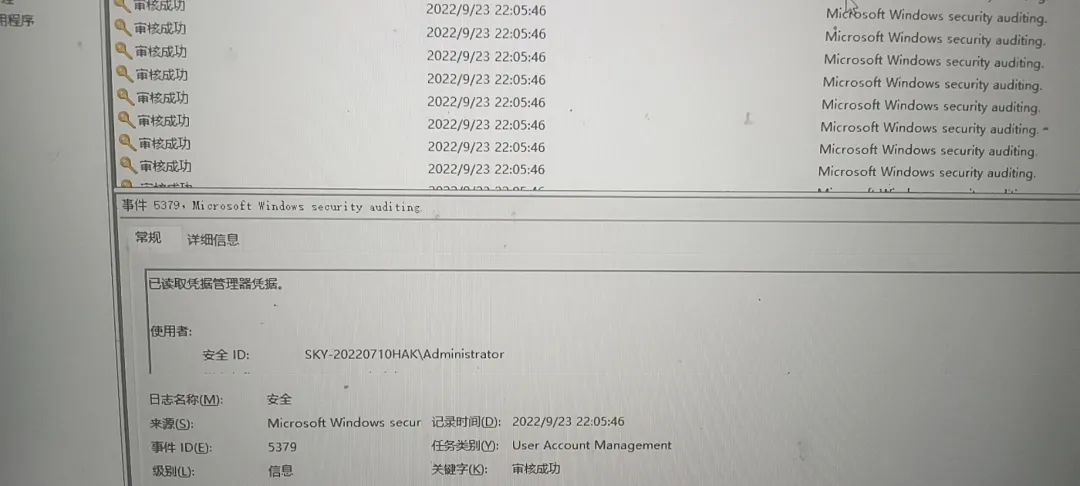 用程序
审核成功 2022/9/23 22:05:46 Microsoft Windows security auditing.
审核成功 2022/9/23 22:05:46 Microsoft Windows security auditing.
审核成功 2022/9/23 22:05:46 Microsoft Windows security auditing.
审核成功 2022/9/23 22:05:46 Microsoft Windows security auditing.
审核成功 2022/9/23 22:05:46 Microsoft Windows security auditing.
审核成功 2022/9/23 22:05:46 Microsoft Windows security auditing.
审核成功 2022/9/23 22:05:46 Microsoft Windows security auditing.
审核成功 2022/9/23 22:05:46 Microsoft Windows security auditing.
事件 5379，Microsoft Windows security auditing.
常规 详细信息
已读取凭据管理器凭据。
使用者:
安全 ID: SKY-20220710HAK\Administrator
日志名称(M): 安全
来源(S): Microsoft Windows secur 记录时间(D): 2022/9/23 22:05:46
事件 ID(E): 5379 任务类别(Y): User Account Management
级别(L): 信息 关键字(K): 审核成功